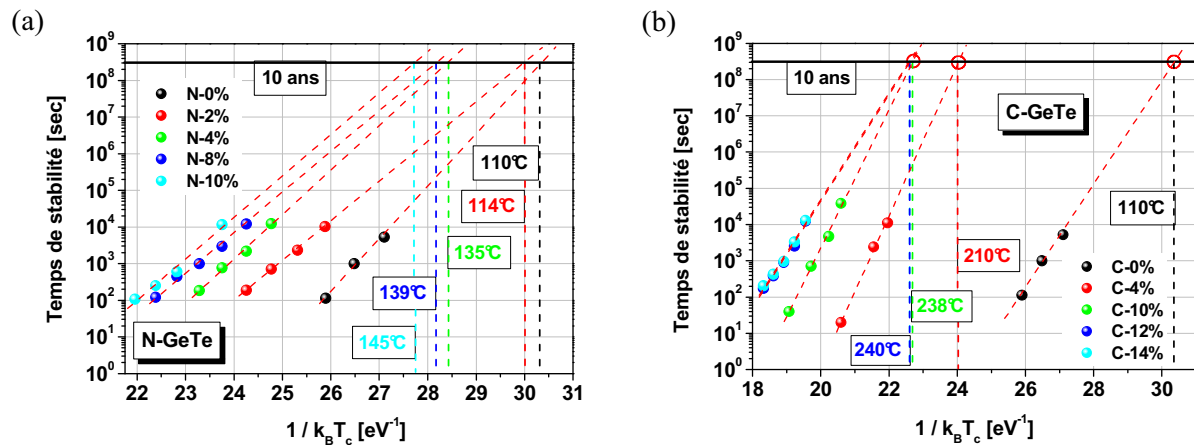 (a)
Temps de stabilité [sec]
10⁹
10⁸
10⁷
10⁶
10⁵
10⁴
10³
10²
10¹
10⁰
10 ans
N-0%
N-2%
N-4%
N-8%
N-10%
110°C
114°C
135°C
139°C
145°C
N-GeTe
22 23 24 25 26 27 28 29 30 31
1 / k_BT_c [eV⁻¹]
(b)
Temps de stabilité [sec]
10⁹
10⁸
10⁷
10⁶
10⁵
10⁴
10³
10²
10¹
10⁰
10 ans
C-GeTe
110°C
210°C
238°C
240°C
C-0%
C-4%
C-10%
C-12%
C-14%
18 20 22 24 26 28 30
1 / k_BT_c [eV⁻¹]